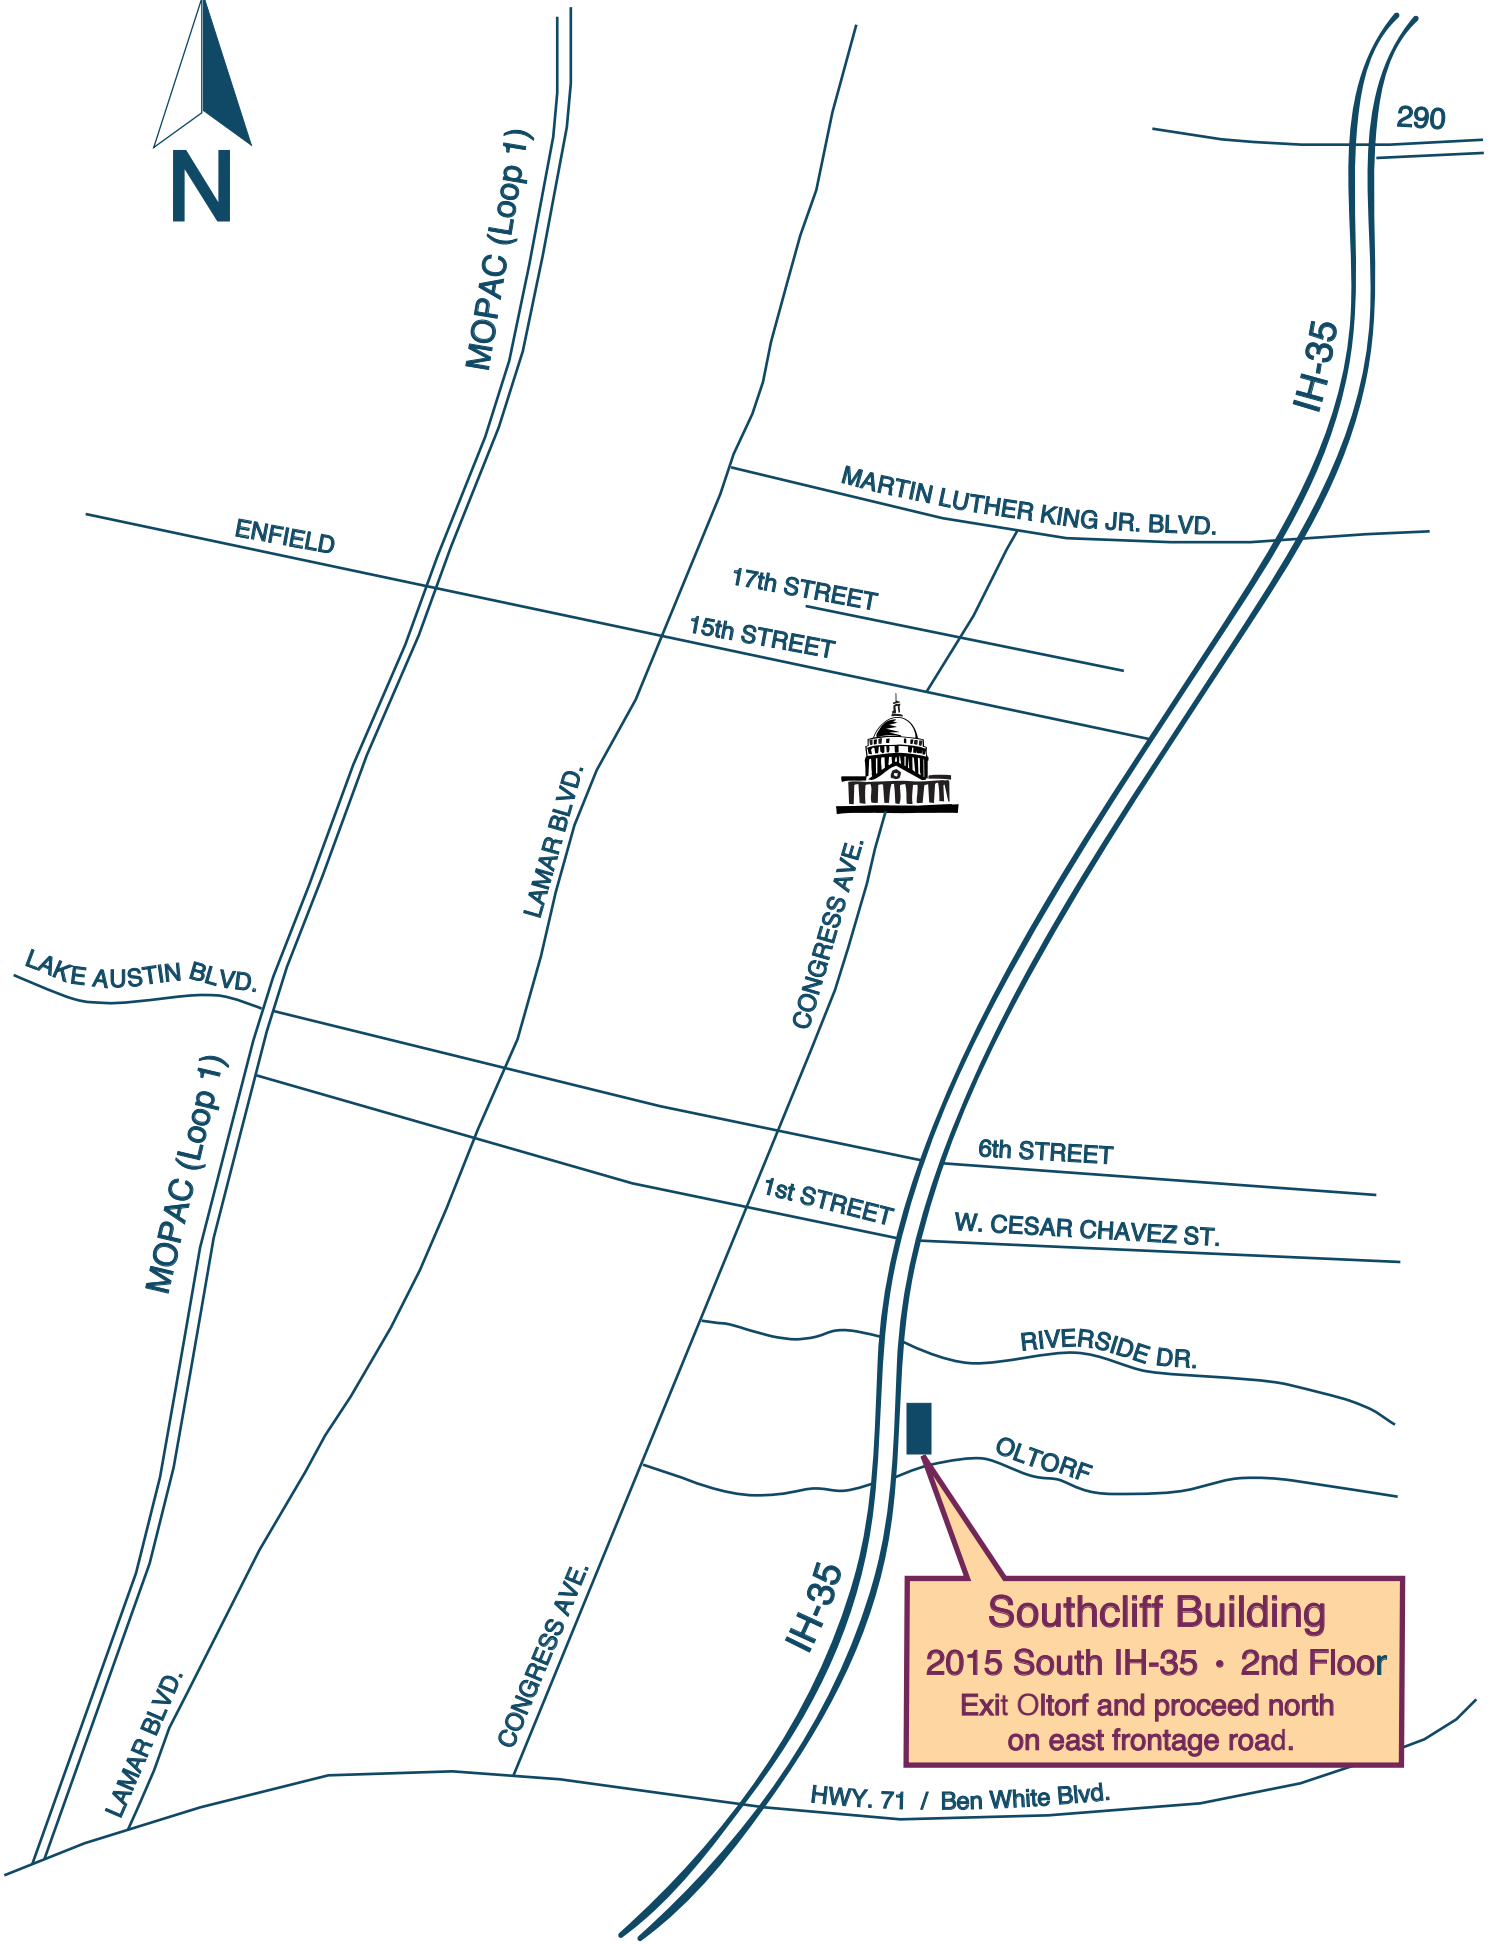 N
MOPAC (Loop 1)
290
IH-35
MARTIN LUTHER KING JR. BLVD.
ENFIELD
17th STREET
15th STREET
LAMAR BLVD.
CONGRESS AVE.
LAKE AUSTIN BLVD.
MOPAC (Loop 1)
6th STREET
1st STREET
W. CESAR CHAVEZ ST.
RIVERSIDE DR.
OLTORF
IH-35
CONGRESS AVE.
LAMAR BLVD.
Southcliff Building
2015 South IH-35 • 2nd Floor
Exit Oltorf and proceed north
on east frontage road.
HWY. 71 / Ben White Blvd.